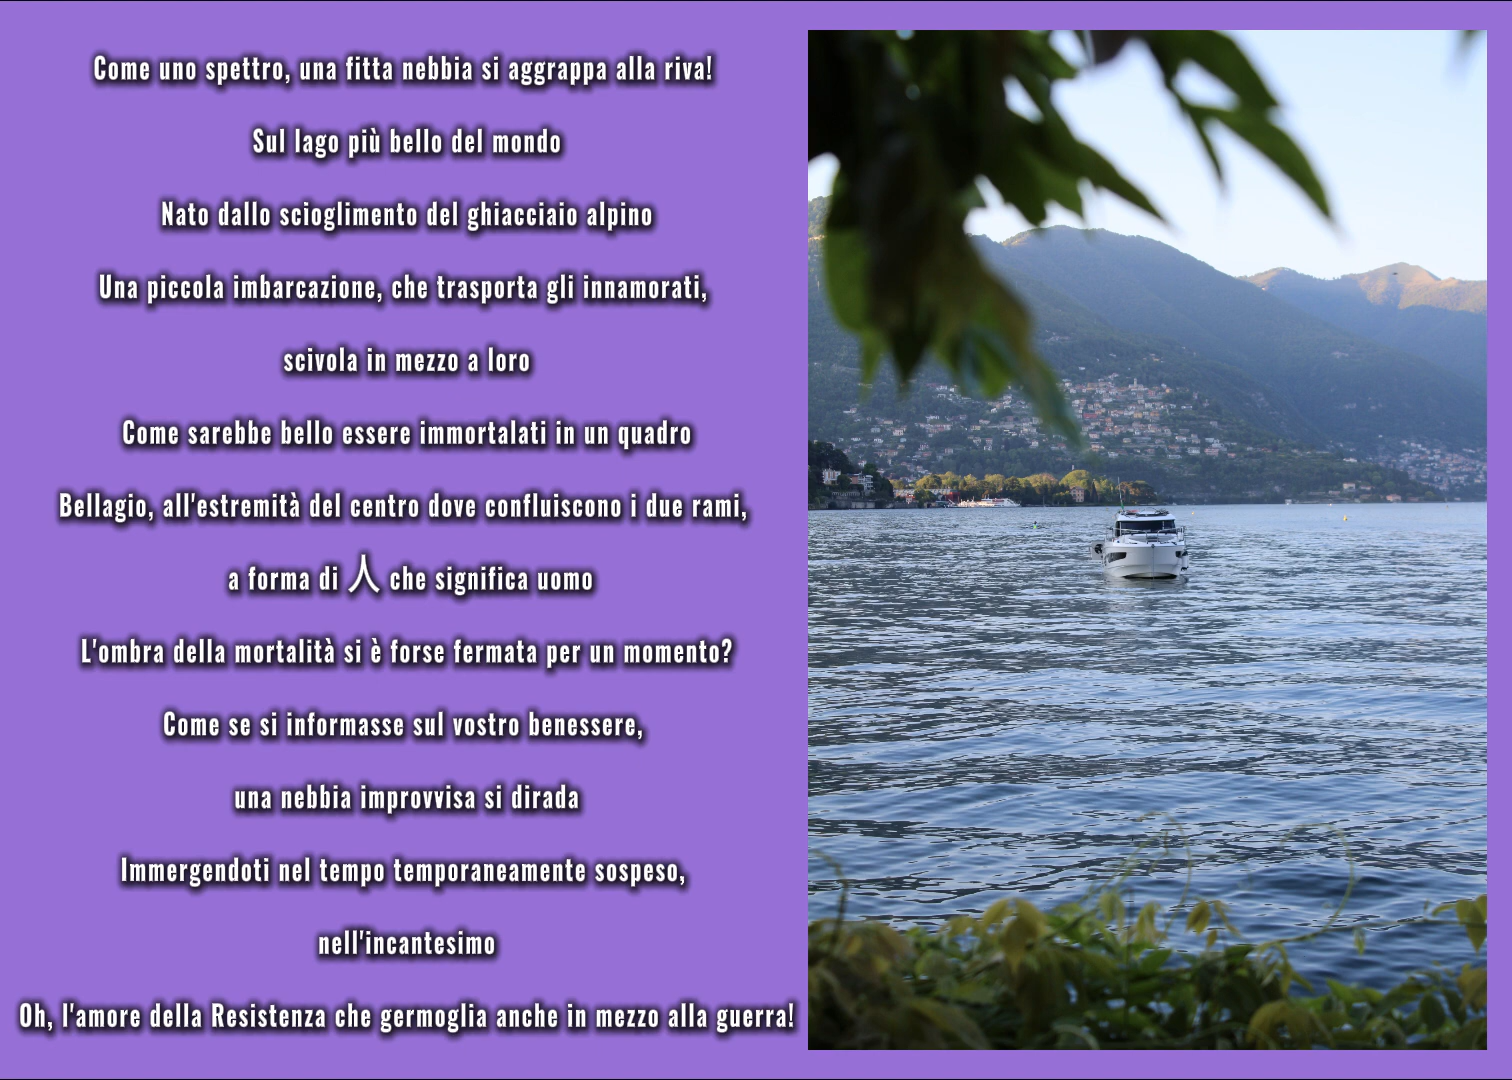 Come uno spettro, una fitta nebbia si aggrappa alla riva!
Sul lago più bello del mondo
Nato dallo scioglimento del ghiacciaio alpino
Una piccola imbarcazione, che trasporta gli innamorati,
scivola in mezzo a loro
Come sarebbe bello essere immortalati in un quadro
Bellagio, all'estremità del centro dove confluiscono i due rami,
a forma di 人 che significa uomo
L'ombra della mortalità si è forse fermata per un momento?
Come se si informasse sul vostro benessere,
una nebbia improvvisa si dirada
Immergendoti nel tempo temporaneamente sospeso,
nell'incantesimo
Oh, l'amore della Resistenza che germoglia anche in mezzo alla guerra!